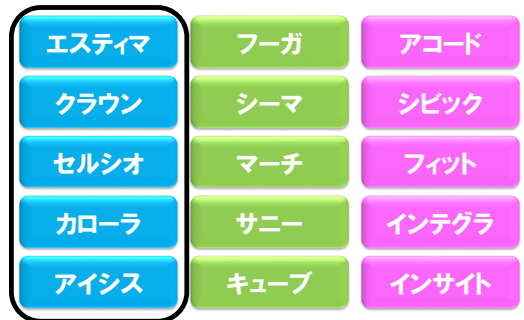 エスティマ フーガ アコード
クラウン シーマ シビック
セルシオ マーチ フィット
カローラ サニー インテグラ
アイシス キューブ インサイト